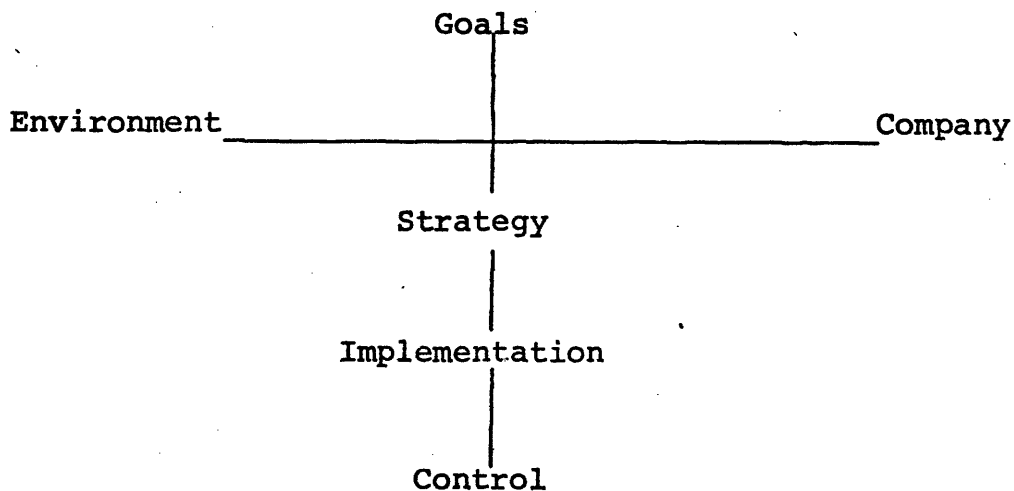 Goals
Environment Company
Strategy
Implementation
Control